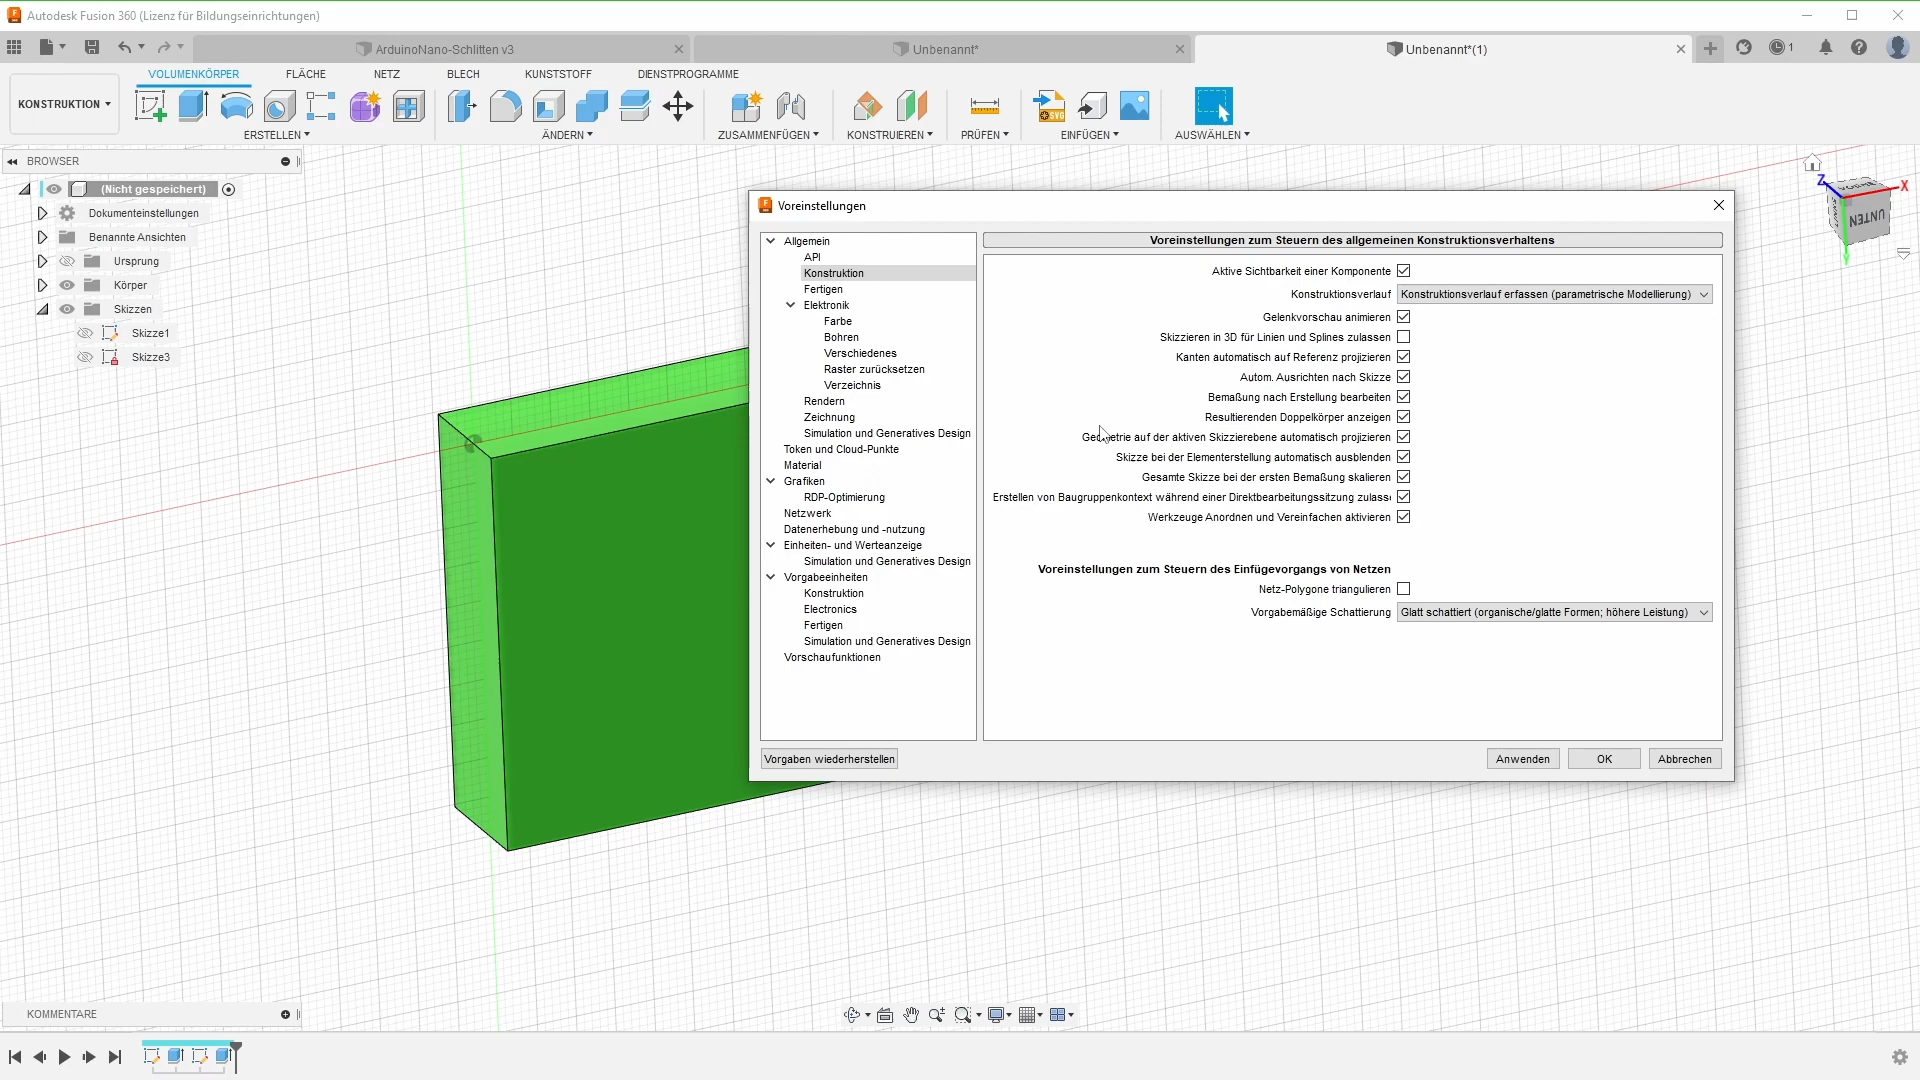 Autodesk Fusion 360 (Lizenz für Bildungseinrichtungen)
ArduinoNano-Schlitten v3
Unbenannt*
Unbenannt*(1)
1
KONSTRUKTION
VOLUMENKÖRPER
FLÄCHE
NETZ
BLECH
KUNSTSTOFF
DIENSTPROGRAMME
ERSTELLEN
ÄNDERN
ZUSAMMENFÜGEN
KONSTRUIEREN
PRÜFEN
SVG
EINFÜGEN
AUSWÄHLEN
BROWSER
(Nicht gespeichert)
Dokumenteinstellungen
Benannte Ansichten
Ursprung
Körper
Skizzen
Skizze1
Skizze3
Z
X
UNTEN
Voreinstellungen
Allgemein
API
Konstruktion
Fertigen
Elektronik
Farbe
Bohren
Verschiedenes
Raster zurücksetzen
Verzeichnis
Rendern
Zeichnung
Simulation und Generatives Design
Token und Cloud-Punkte
Material
Grafiken
RDP-Optimierung
Netzwerk
Datenerhebung und -nutzung
Einheiten- und Werteanzeige
Simulation und Generatives Design
Vorgabeeinheiten
Konstruktion
Electronics
Fertigen
Simulation und Generatives Design
Vorschaufunktionen
Voreinstellungen zum Steuern des allgemeinen Konstruktionsverhaltens
Aktive Sichtbarkeit einer Komponente
Konstruktionsverlauf Konstruktionsverlauf erfassen (parametrische Modellierung)
Gelenkvorschau animieren
Skizzieren in 3D für Linien und Splines zulassen
Kanten automatisch auf Referenz projizieren
Autom. Ausrichten nach Skizze
Bemaßung nach Erstellung bearbeiten
Resultierenden Doppelkörper anzeigen
Geometrie auf der aktiven Skizzierebene automatisch projizieren
Skizze bei der Elementerstellung automatisch ausblenden
Gesamte Skizze bei der ersten Bemaßung skalieren
Erstellen von Baugruppenkontext während einer Direktbearbeitungssitzung zulasse
Werkzeuge Anordnen und Vereinfachen aktivieren
Voreinstellungen zum Steuern des Einfügevorgangs von Netzen
Netz-Polygone triangulieren
Vorgabemäßige Schattierung Glatt schattiert (organische/glatte Formen; höhere Leistung)
Vorgaben wiederherstellen
Anwenden
OK
Abbrechen
KOMMENTARE